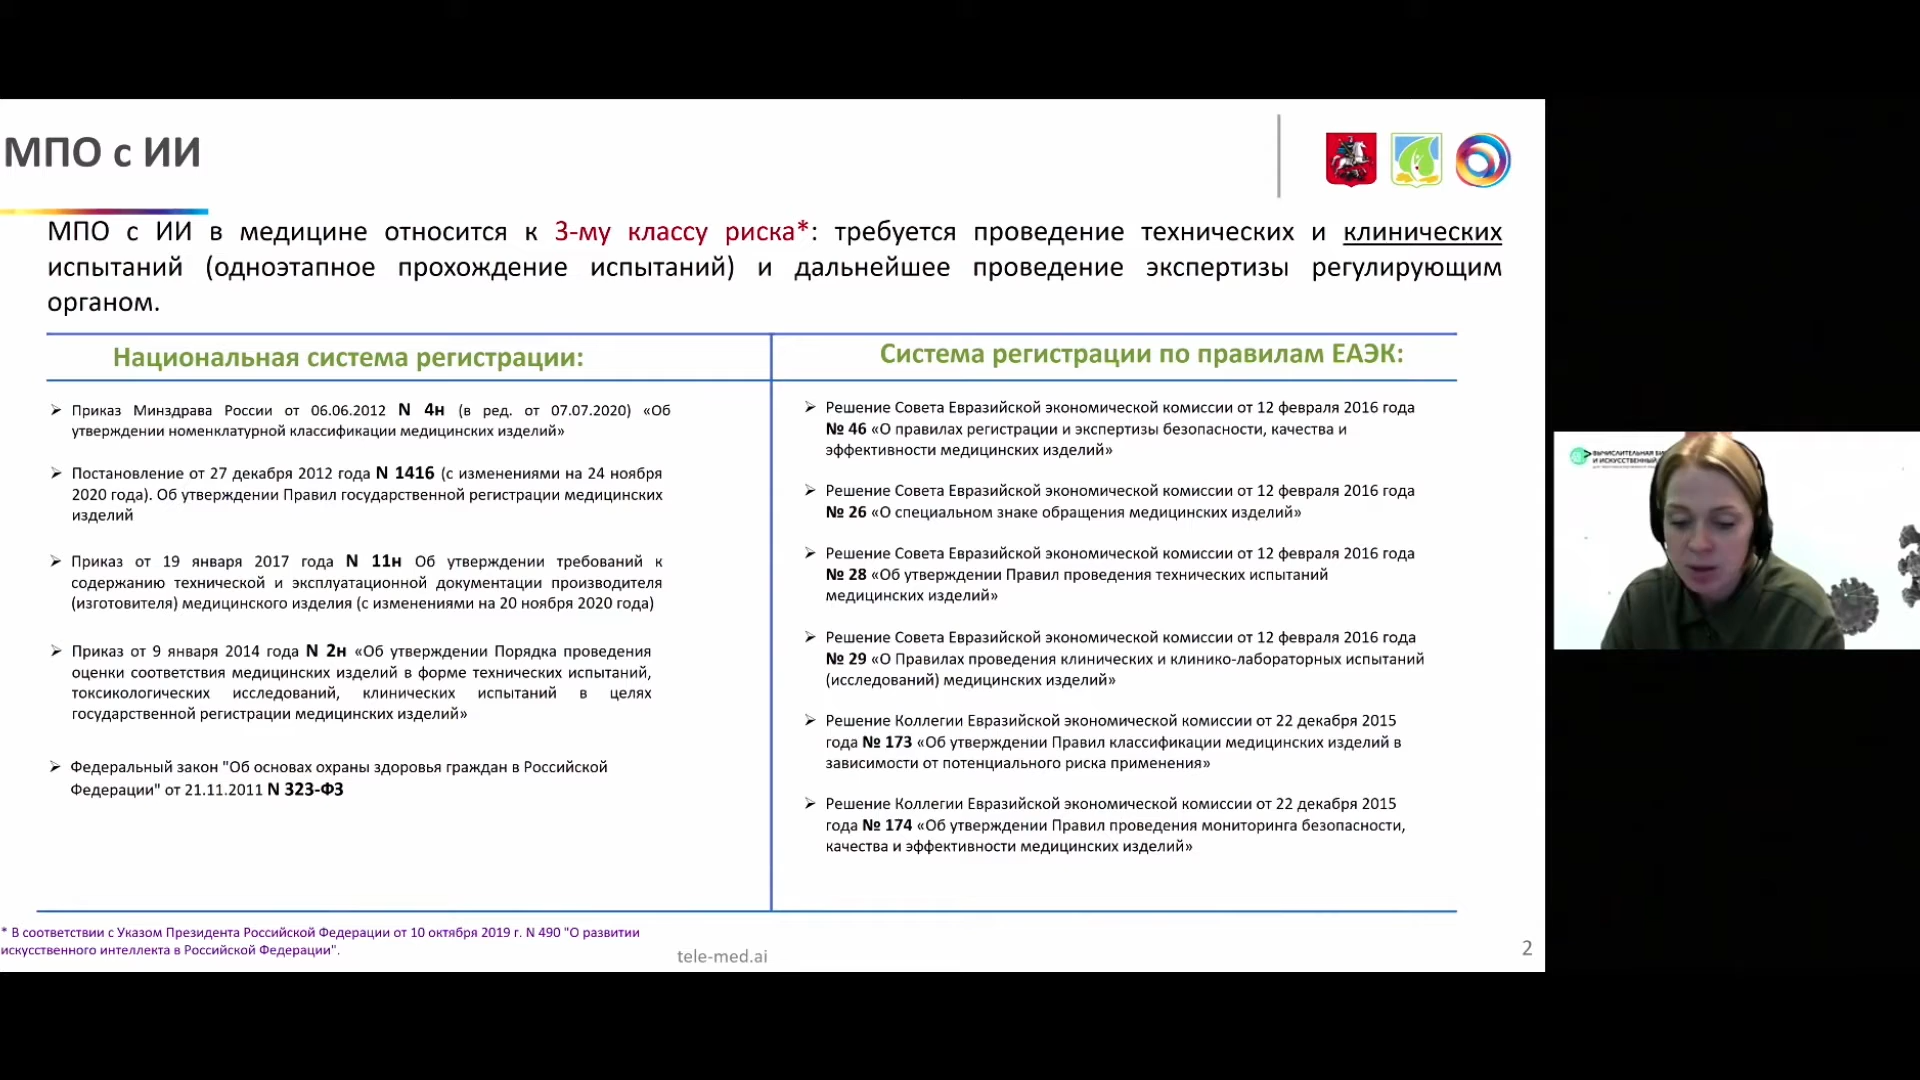 МПО с ИИ
МПО с ИИ в медицине относится к 3-му классу риска*: требуется проведение технических и клинических
испытаний (одноэтапное прохождение испытаний) и дальнейшее проведение экспертизы регулирующим
органом.
Национальная система регистрации:
➢ Приказ Минздрава России от 06.06.2012 N 4н (в ред. от 07.07.2020) «Об
утверждении номенклатурной классификации медицинских изделий»
➢ Постановление от 27 декабря 2012 года N 1416 (с изменениями на 24 ноября
2020 года). Об утверждении Правил государственной регистрации медицинских
изделий
➢ Приказ от 19 января 2017 года N 11н Об утверждении требований к
содержанию технической и эксплуатационной документации производителя
(изготовителя) медицинского изделия (с изменениями на 20 ноября 2020 года)
➢ Приказ от 9 января 2014 года N 2н «Об утверждении Порядка проведения
оценки соответствия медицинских изделий в форме технических испытаний,
токсикологических исследований, клинических испытаний в целях
государственной регистрации медицинских изделий»
➢ Федеральный закон "Об основах охраны здоровья граждан в Российской
Федерации" от 21.11.2011 N 323-ФЗ
Система регистрации по правилам ЕАЭК:
➢ Решение Совета Евразийской экономической комиссии от 12 февраля 2016 года
№ 46 «О правилах регистрации и экспертизы безопасности, качества и
эффективности медицинских изделий»
➢ Решение Совета Евразийской экономической комиссии от 12 февраля 2016 года
№ 26 «О специальном знаке обращения медицинских изделий»
➢ Решение Совета Евразийской экономической комиссии от 12 февраля 2016 года
№ 28 «Об утверждении Правил проведения технических испытаний
медицинских изделий»
➢ Решение Совета Евразийской экономической комиссии от 12 февраля 2016 года
№ 29 «О Правилах проведения клинических и клинико-лабораторных испытаний
(исследований) медицинских изделий»
➢ Решение Коллегии Евразийской экономической комиссии от 22 декабря 2015
года № 173 «Об утверждении Правил классификации медицинских изделий в
зависимости от потенциального риска применения»
➢ Решение Коллегии Евразийской экономической комиссии от 22 декабря 2015
года № 174 «Об утверждении Правил проведения мониторинга безопасности,
качества и эффективности медицинских изделий»
* В соответствии с Указом Президента Российской Федерации от 10 октября 2019 г. N 490 "О развитии
искусственного интеллекта в Российской Федерации".
tele-med.ai
2
ВЫЧИСЛИТЕЛЬНАЯ
И ИСКУССТВЕННЫЙ